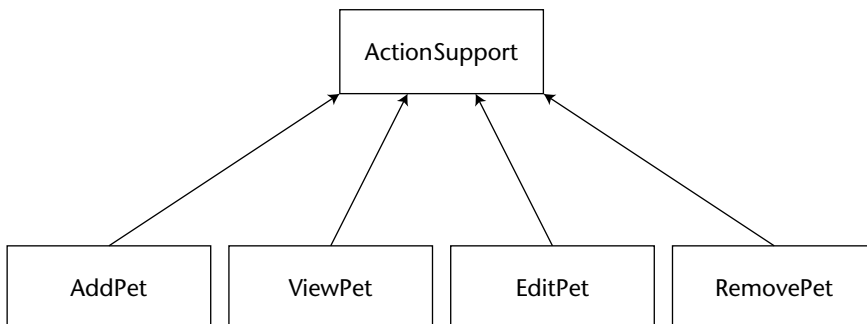 ActionSupport
AddPet
ViewPet
EditPet
RemovePet